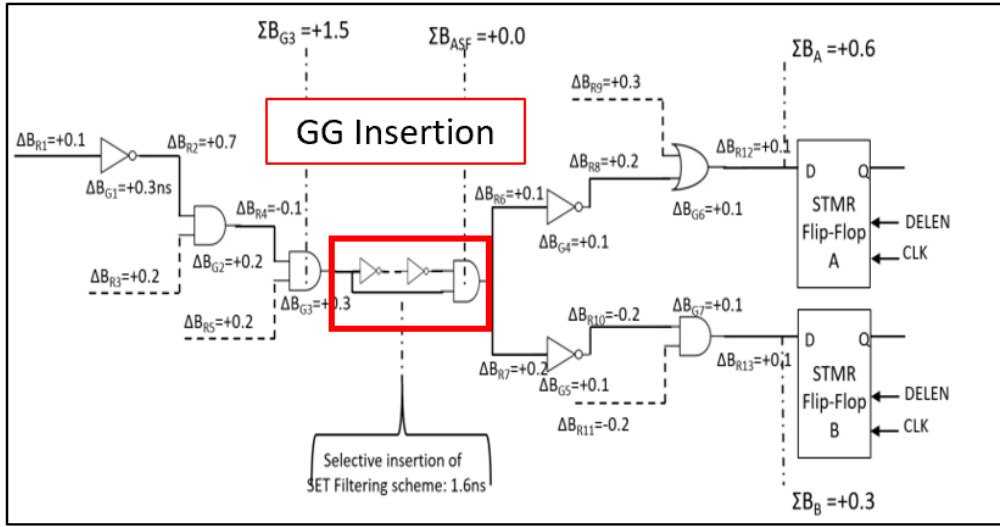 ΣB_G3 =+1.5
ΣB_ASF =+0.0
ΣB_A =+0.6
GG Insertion
ΔB_R9=+0.3
ΔB_R1=+0.1
ΔB_R2=+0.7
ΔB_G1=+0.3ns
ΔB_R8=+0.2
ΔB_R12=+0.1
D
Q
STMR
Flip-Flop
A
DELEN
CLK
ΔB_R4=-0.1
ΔB_R6=+0.1
ΔB_G6=+0.1
ΔB_G4=+0.1
ΔB_G2=+0.2
ΔB_R3=+0.2
ΔB_G3=+0.3
ΔB_R5=+0.2
ΔB_R10=-0.2
ΔB_G7=+0.1
ΔB_R7=+0.2
ΔB_G5=+0.1
ΔB_R13=+0.1
ΔB_R11=-0.2
D
Q
STMR
Flip-Flop
B
DELEN
CLK
Selective insertion of
SET Filtering scheme: 1.6ns
ΣB_B =+0.3